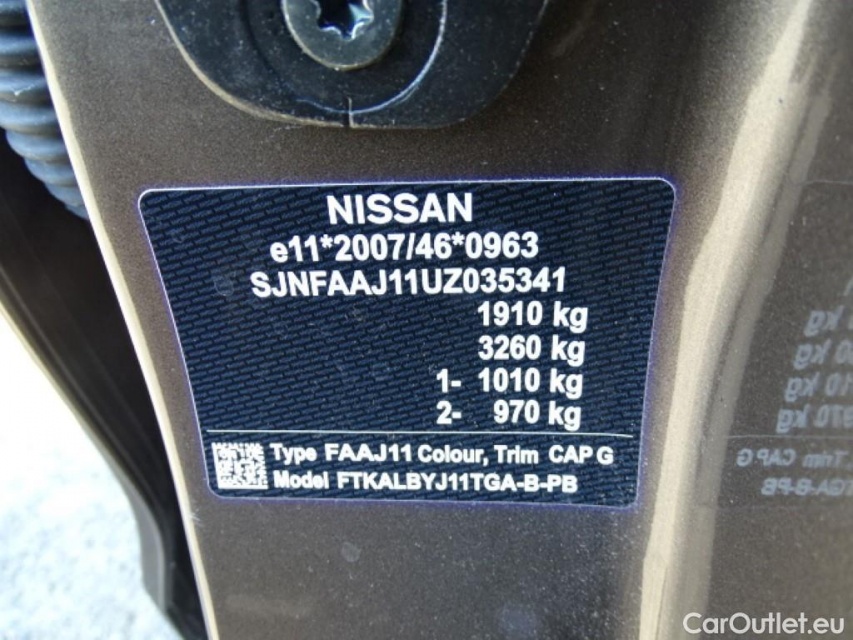 NISSAN
e11*2007/46*0963
SJNFAAJ11UZ035341
1910 kg
3260 kg
1- 1010 kg
2- 970 kg
Type FAAJ11 Colour, Trim CAP G
Model FTKALBYJ11TGA-B-PB
CarOutlet.eu